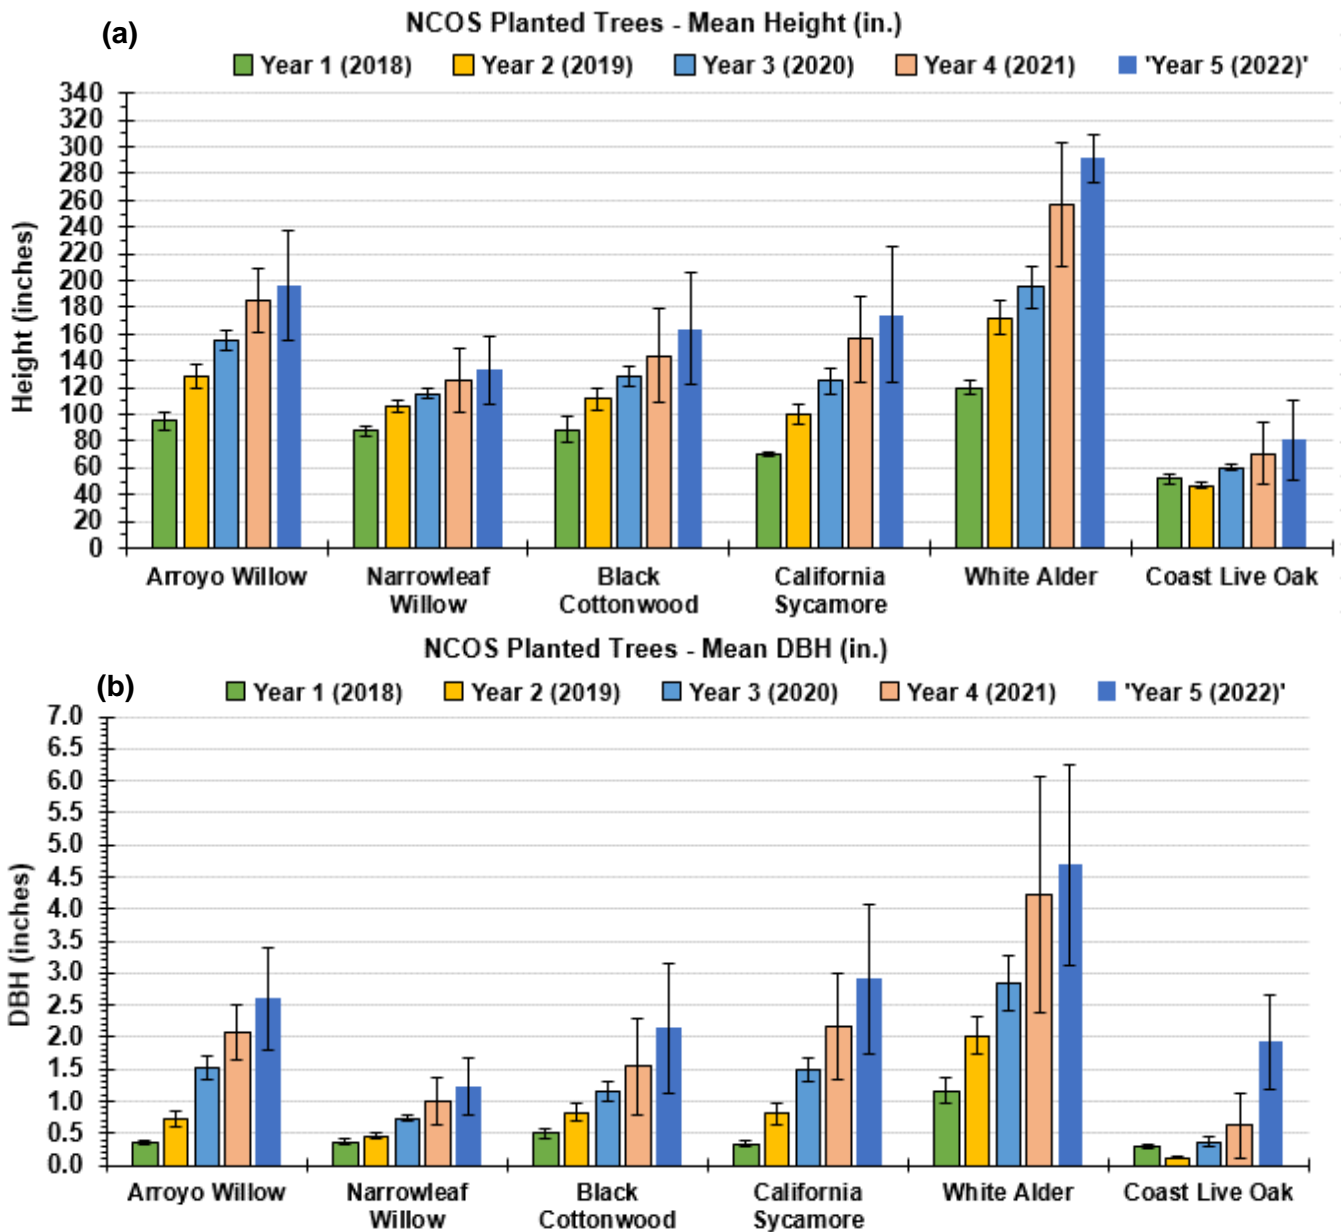 (a)
NCOS Planted Trees - Mean Height (in.)
Year 1 (2018) Year 2 (2019) Year 3 (2020) Year 4 (2021) 'Year 5 (2022)'
340
320
300
280
260
240
220
200
180
160
140
120
100
80
60
40
20
0
Height (inches)
Arroyo Willow Narrowleaf Black California White Alder Coast Live Oak
Willow Cottonwood Sycamore
NCOS Planted Trees - Mean DBH (in.)
(b)
Year 1 (2018) Year 2 (2019) Year 3 (2020) Year 4 (2021) 'Year 5 (2022)'
7.0
6.5
6.0
5.5
5.0
4.5
4.0
3.5
3.0
2.5
2.0
1.5
1.0
0.5
0.0
DBH (inches)
Arroyo Willow Narrowleaf Black California White Alder Coast Live Oak
Willow Cottonwood Sycamore